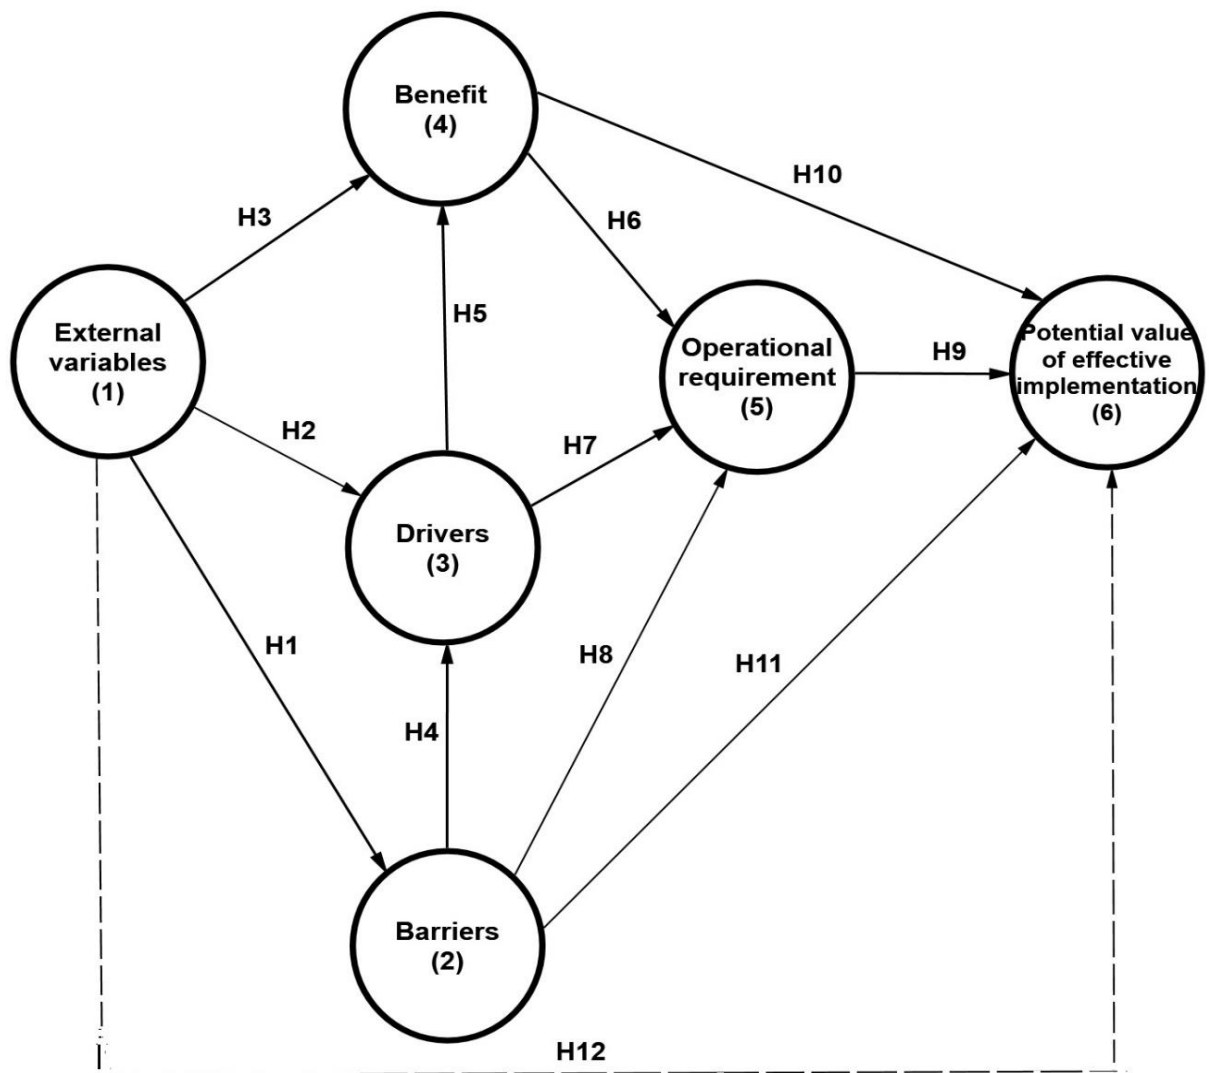 Benefit
(4)
H10
H3
H6
H5
External
variables
(1)
Operational
requirement
(5)
H9
Potential value
of effective
implementation
(6)
H2
H7
Drivers
(3)
H1
H8
H11
H4
Barriers
(2)
H12